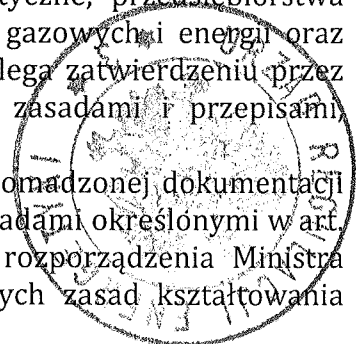 tyczne, przedsiębiorstwa
gazowych i energii oraz
lega zatwierdzeniu przez
zasadami i przepisami,
omadzonej dokumentacji
adami określonymi w art.
rozporządzenia Ministra
ych zasad kształtowania